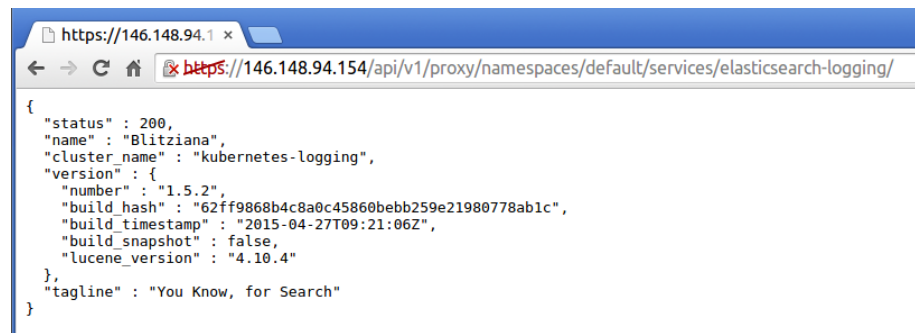 https://146.148.94.1
https://146.148.94.154/api/v1/proxy/namespaces/default/services/elasticsearch-logging/
{
  "status" : 200,
  "name" : "Blitziana",
  "cluster_name" : "kubernetes-logging",
  "version" : {
    "number" : "1.5.2",
    "build_hash" : "62ff9868b4c8a0c45860bebb259e21980778ab1c",
    "build_timestamp" : "2015-04-27T09:21:06Z",
    "build_snapshot" : false,
    "lucene_version" : "4.10.4"
  },
  "tagline" : "You Know, for Search"
}